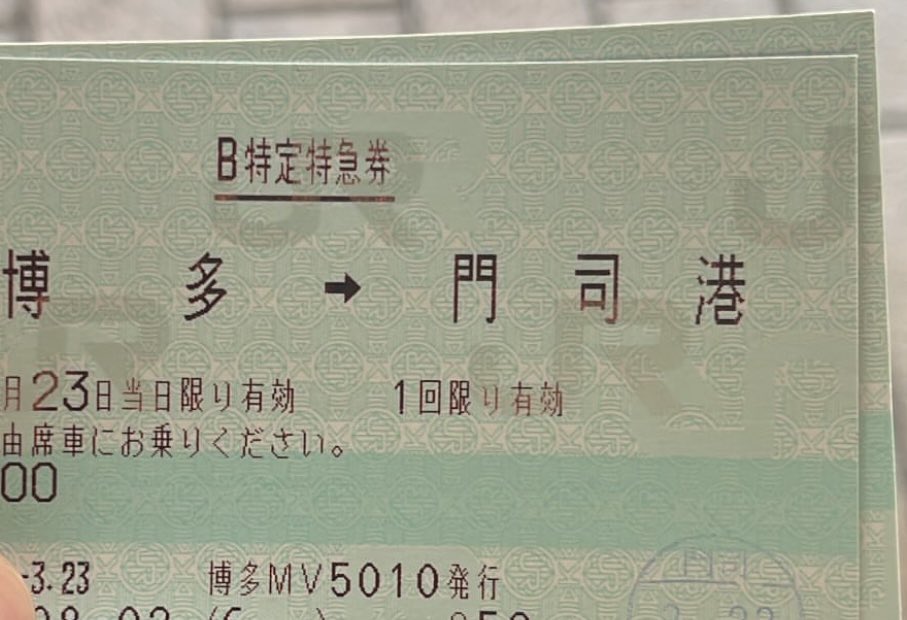 B特定特急券
博多→門司港
月23日当日限り有効 1回限り有効
由席車にお乗りください。
00
-3.23 博多MV5010発行